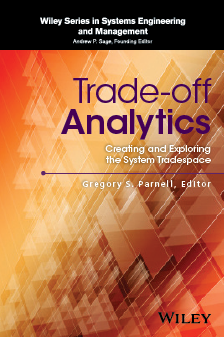 Wiley Series in Systems Engineering
and Management
Andrew P. Sage, Founding Editor
Trade-off
Analytics
Creating and Exploring
the System Tradespace
Gregory S. Parnell, Editor
WILEY